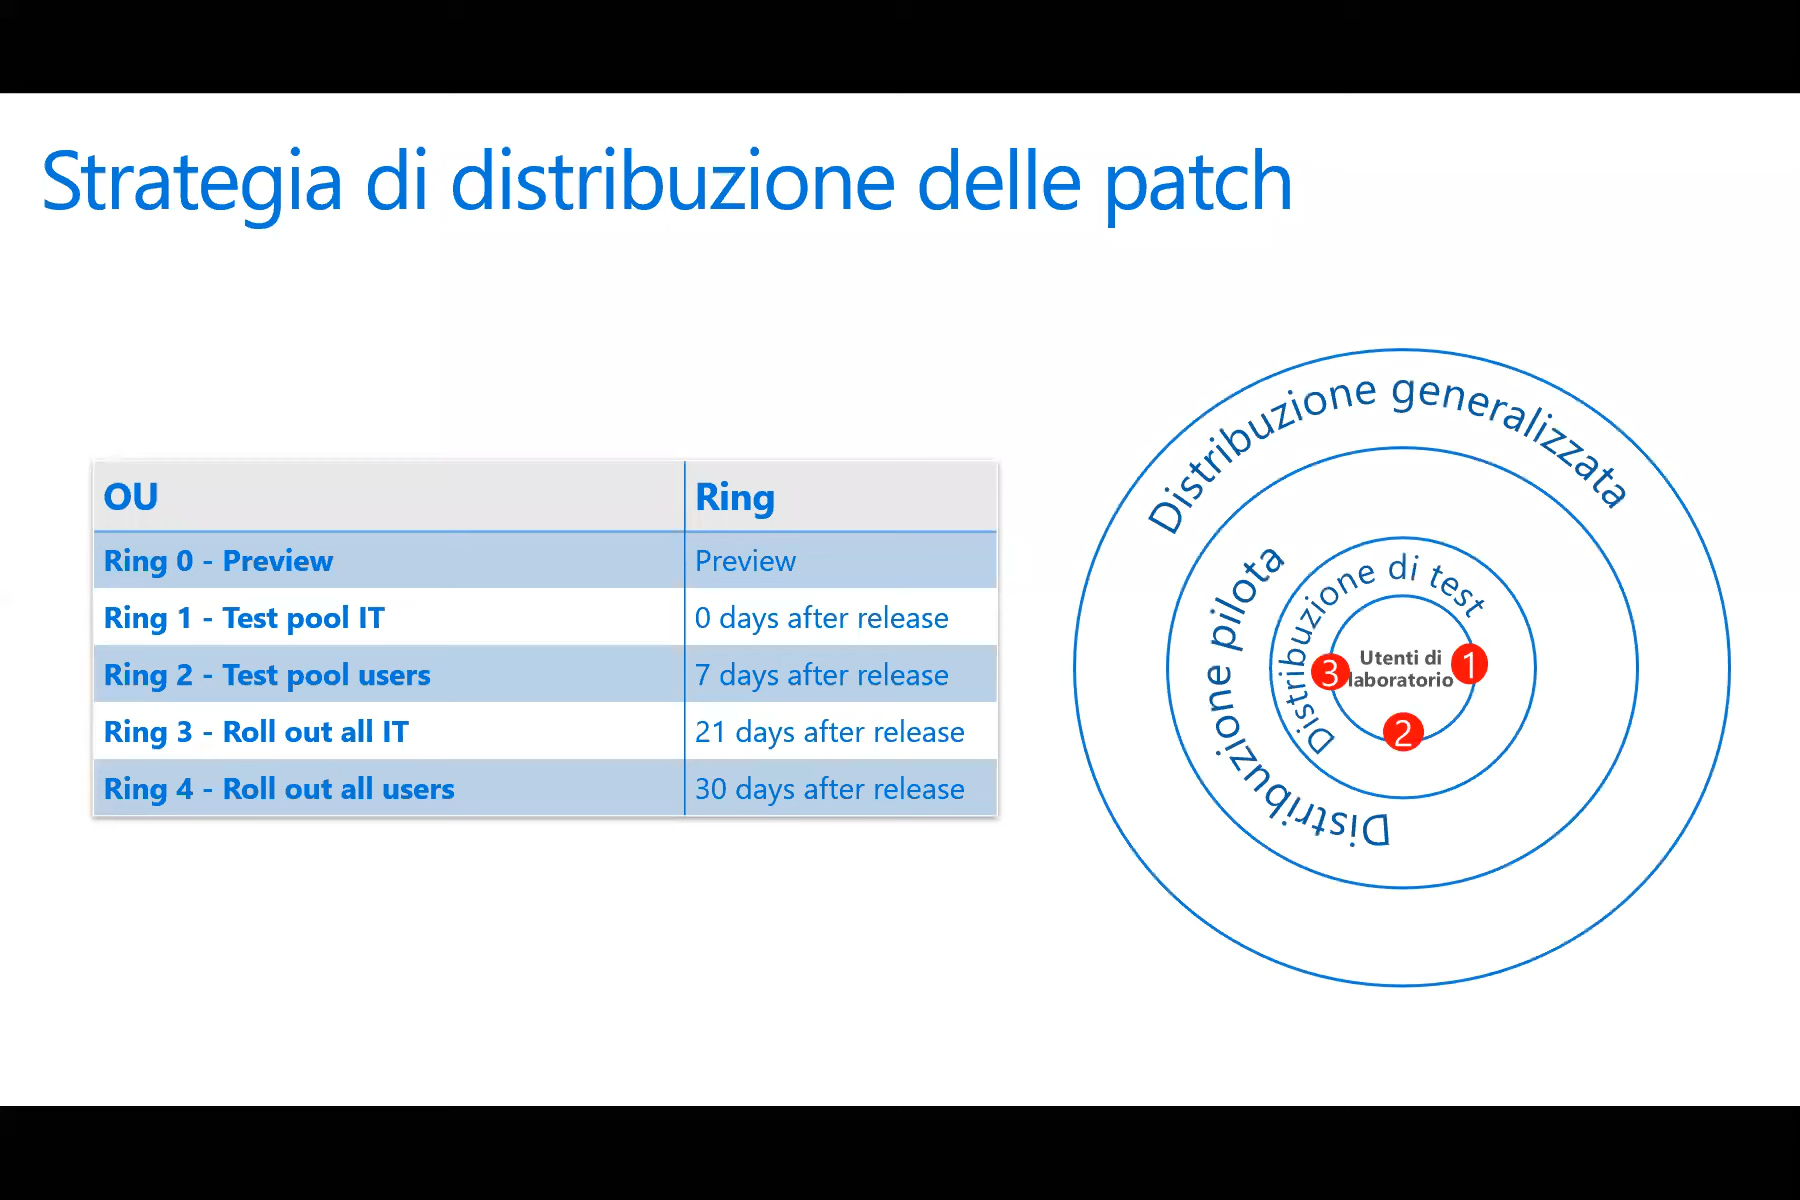 Strategia di distribuzione delle patch
OU Ring
Ring 0 - Preview Preview
Ring 1 - Test pool IT 0 days after release
Ring 2 - Test pool users 7 days after release
Ring 3 - Roll out all IT 21 days after release
Ring 4 - Roll out all users 30 days after release
Distribuzione generalizzata
Distribuzione pilota
Distribuzione di test
Utenti di
laboratorio
1
2
3